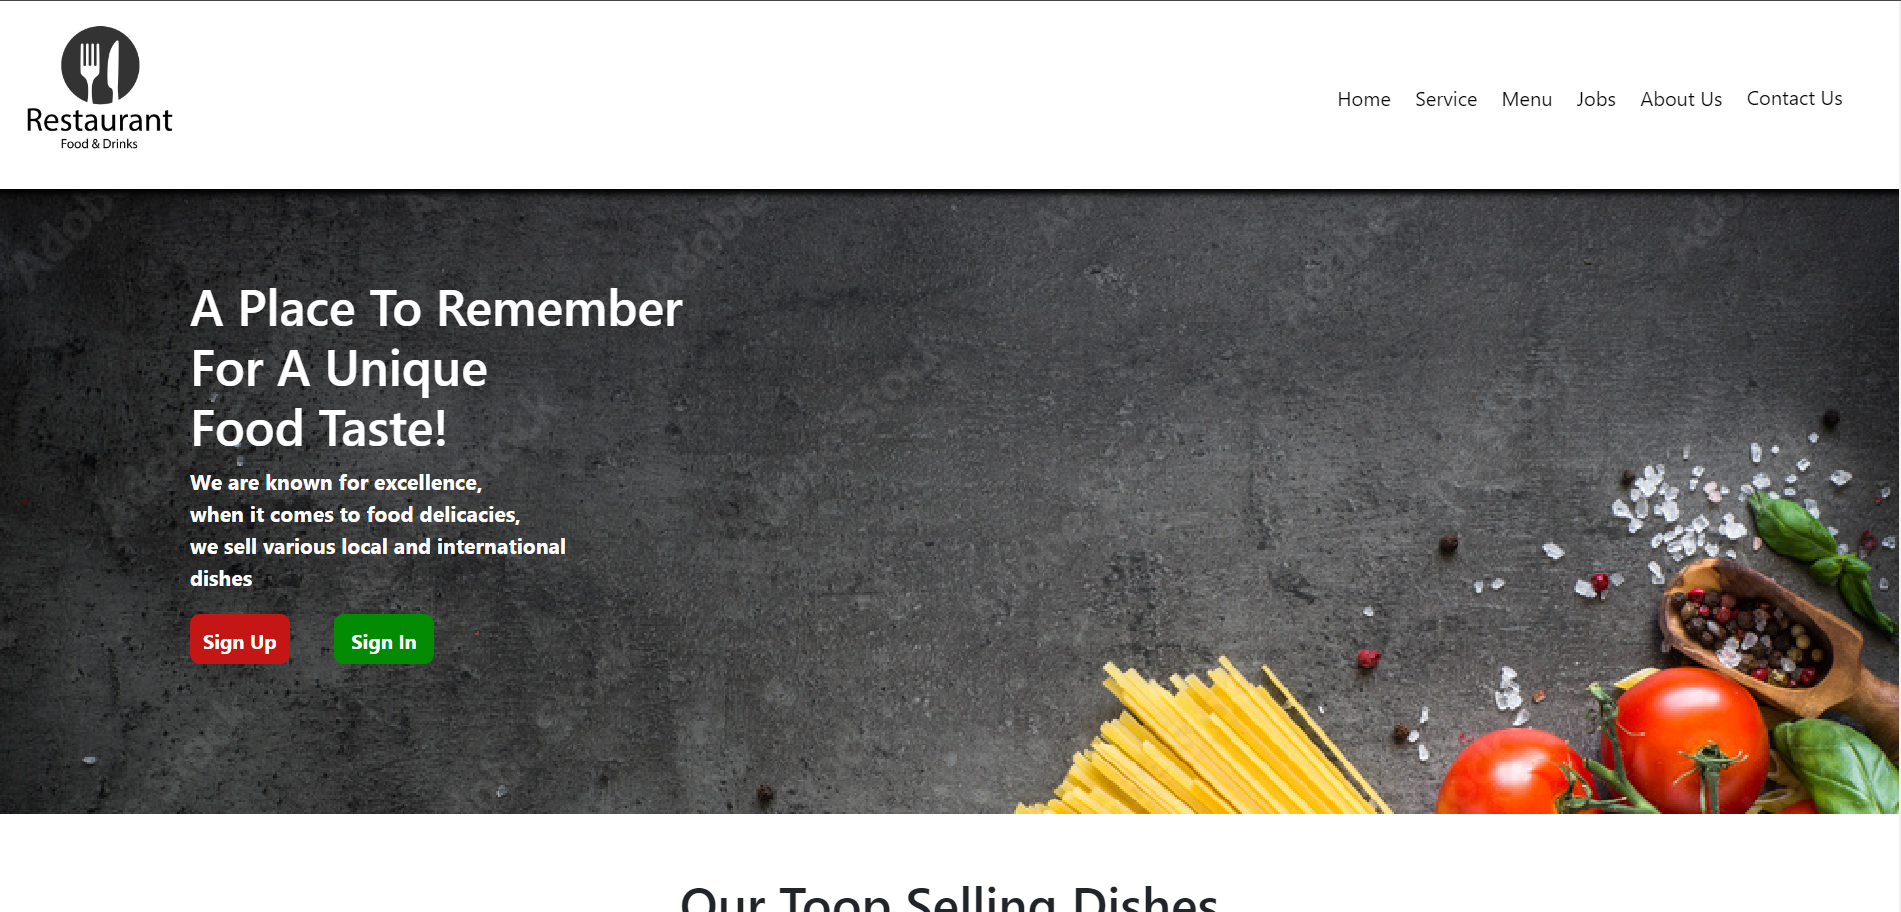 Restaurant
Food & Drinks
Home Service Menu Jobs About Us Contact Us
A Place To Remember
For A Unique
Food Taste!
We are known for excellence,
when it comes to food delicacies,
we sell various local and international
dishes
Sign Up Sign In
Our Toop Selling Dishes